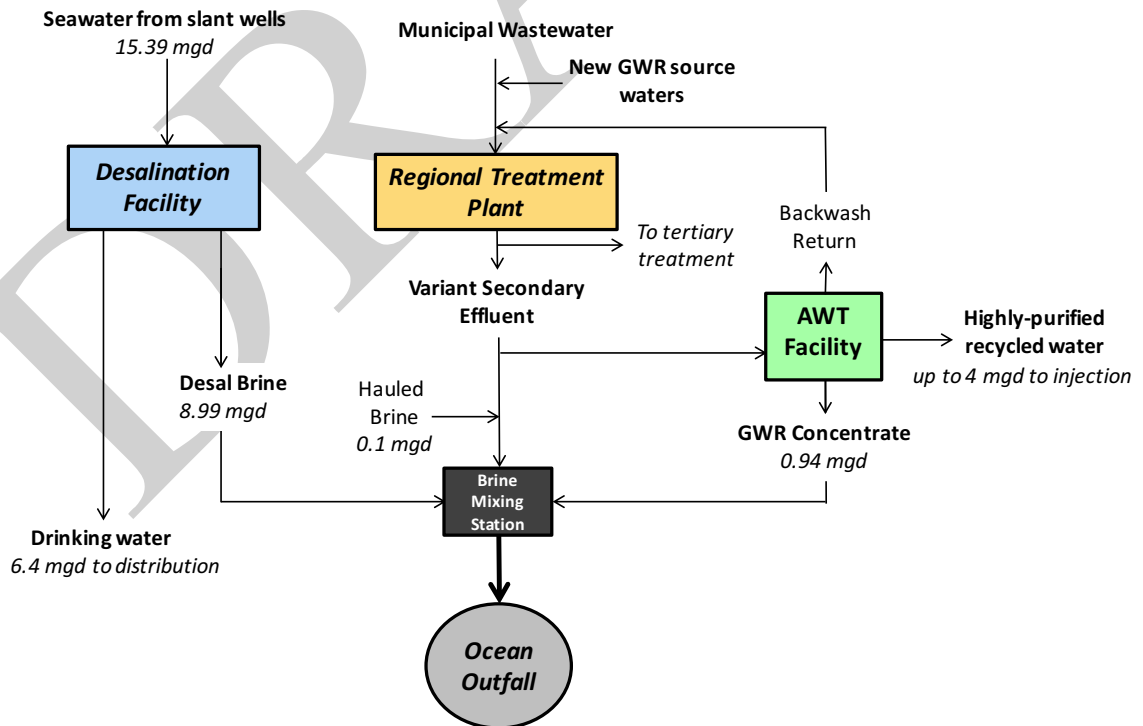 Seawater from slant wells
15.39 mgd
Municipal Wastewater
New GWR source
waters
Desalination
Facility
Regional Treatment
Plant
Backwash
Return
To tertiary
treatment
Variant Secondary
Effluent
AWT
Facility
Highly-purified
recycled water
up to 4 mgd to injection
Desal Brine
8.99 mgd
Hauled
Brine
0.1 mgd
GWR Concentrate
0.94 mgd
Brine
Mixing
Station
Drinking water
6.4 mgd to distribution
Ocean
Outfall